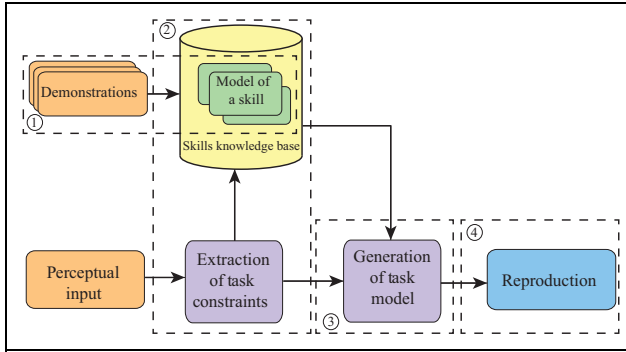 ②
Demonstrations
Model of
a skill
①
Skills knowledge base
Perceptual
input
Extraction of
of task
constraints
Generation
of task
model
③
④
Reproduction